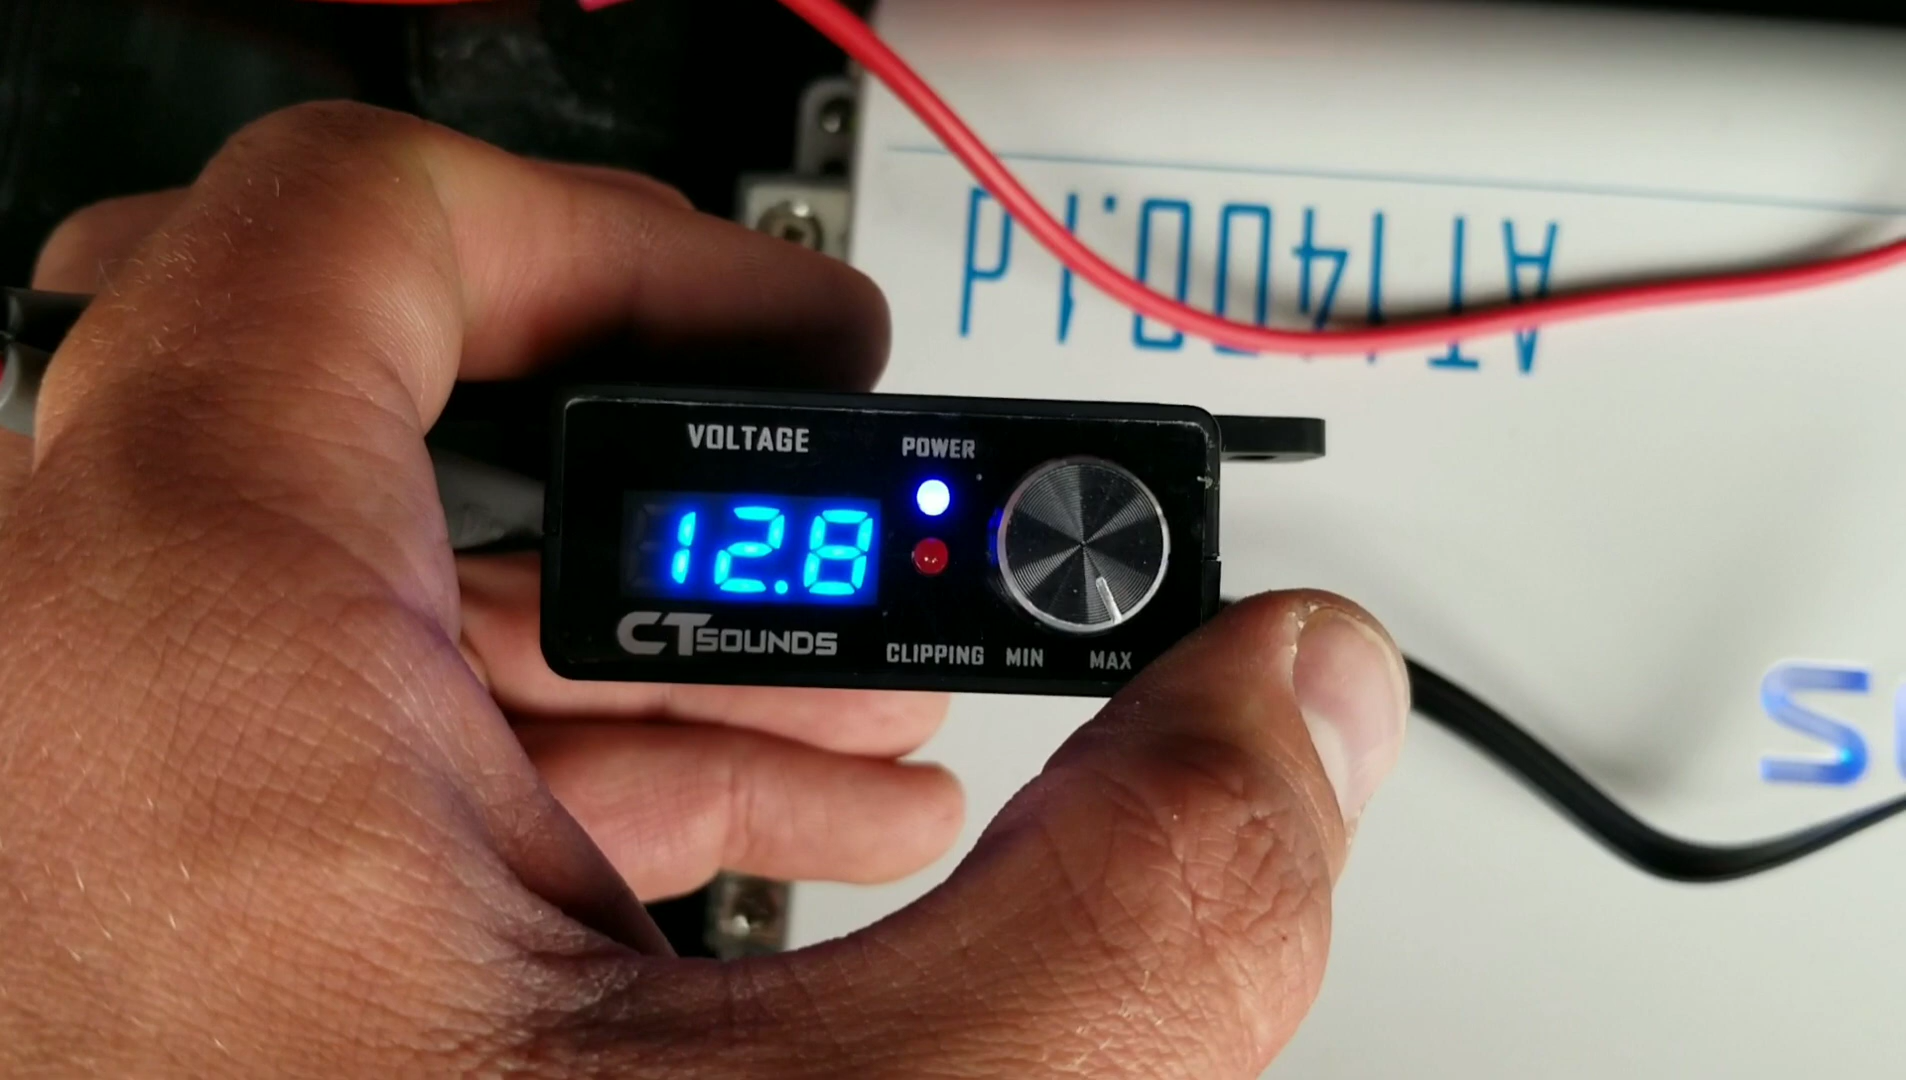 AT1400.1d
VOLTAGE
POWER
12.8
CTSOUNDS
CLIPPING
MIN
MAX